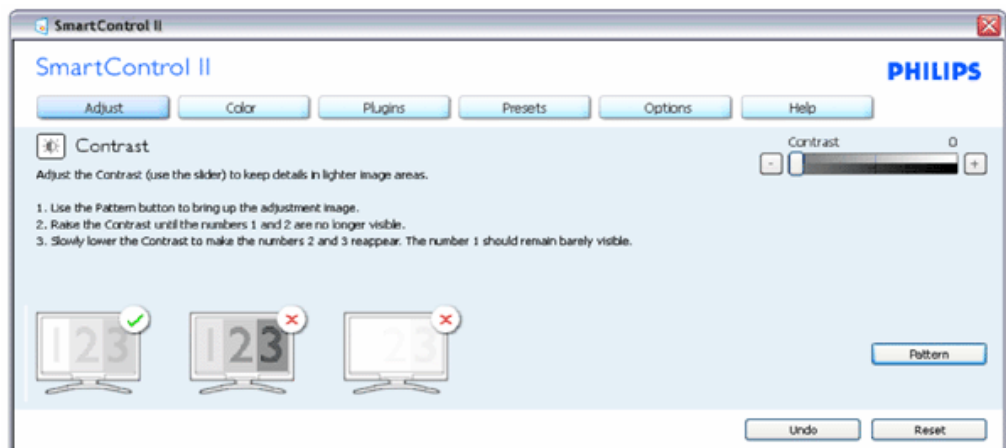 SmartControl II
SmartControl II
PHILIPS
Adjust Color Plugins Presets Options Help
Contrast
Contrast 0
- +
Adjust the Contrast (use the slider) to keep details in lighter image areas.
1. Use the Pattern button to bring up the adjustment image.
2. Raise the Contrast until the numbers 1 and 2 are no longer visible.
3. Slowly lower the Contrast to make the numbers 2 and 3 reappear. The number 1 should remain barely visible.
123 123 23
Pattern
Undo Reset